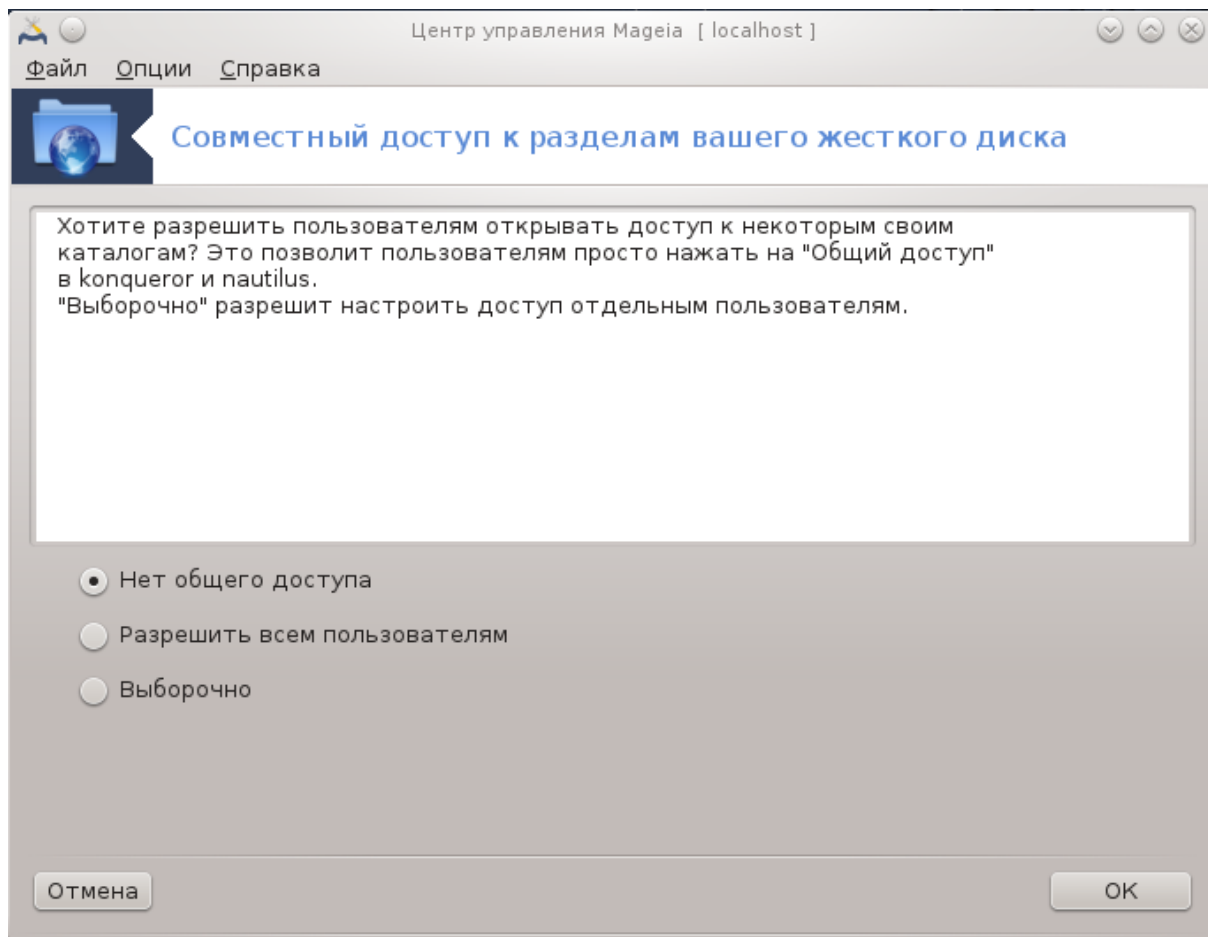 Центр управления Mageia [ localhost ]
Файл Опции Справка
Совместный доступ к разделам вашего жесткого диска
Хотите разрешить пользователям открывать доступ к некоторым своим
каталогам? Это позволит пользователям просто нажать на "Общий доступ"
в konqueror и nautilus.
"Выборочно" разрешит настроить доступ отдельным пользователям.
Нет общего доступа
Разрешить всем пользователям
Выборочно
Отмена OK